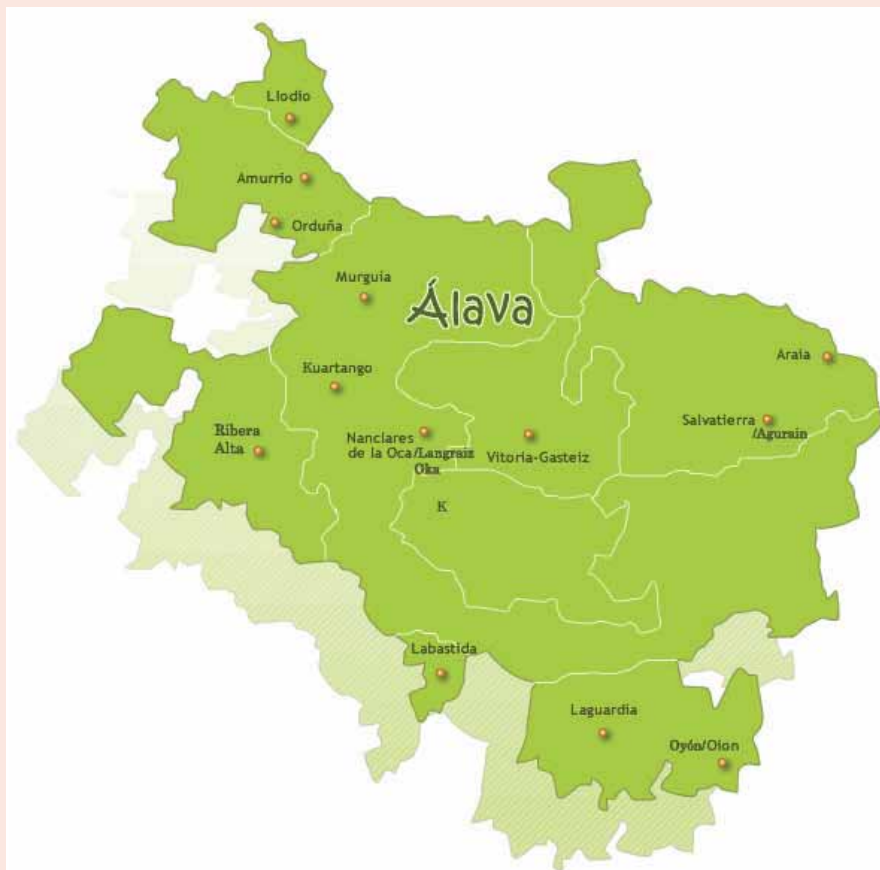 Llodio
Amurrio
Orduña
Murguia
Álava
Araia
Kuartango
Salvatierra
/Agurain
Ribera
Alta
Nanclares
de la Oca/Langraiz
Oka
Vitoria-Gasteiz
K
Labastida
Laguardia
Oyón/Oion